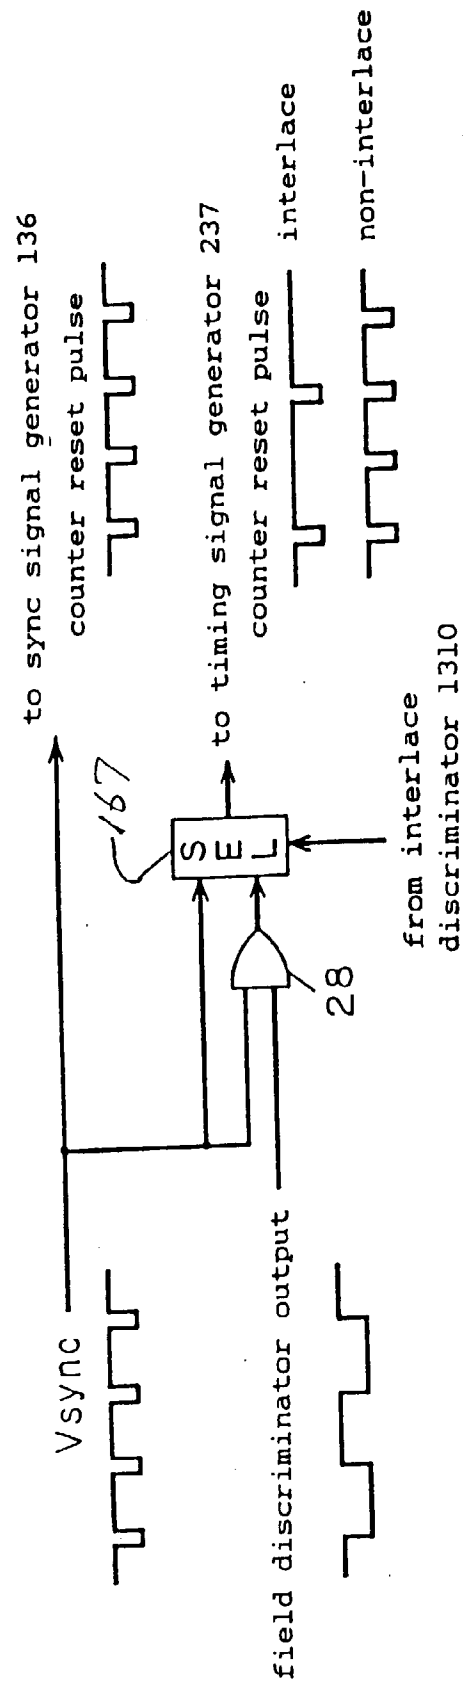 Vsync
to sync signal generator 136
counter reset pulse
167
SEL
to timing signal generator 237
counter reset pulse
interlace
non-interlace
field discriminator output
28
from interlace
discriminator 1310